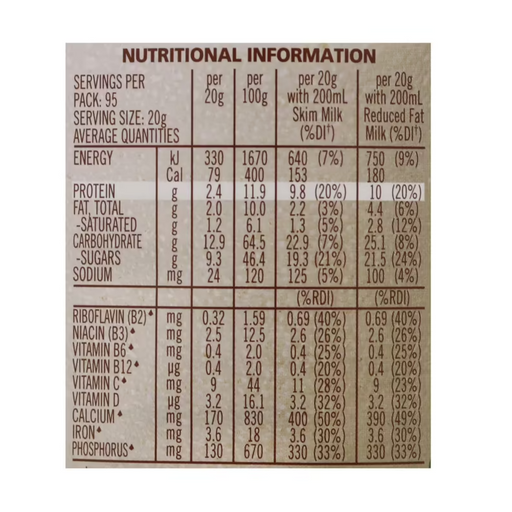 NUTRITIONAL INFORMATION
SERVINGS PER PACK: 95 SERVING SIZE: 20g AVERAGE QUANTITIES per 20g per 100g per 20g with 200mL Skim Milk (%DI†) per 20g with 200mL Reduced Fat Milk (%DI†)
ENERGY kJ 330 1670 640 (7%) 750 (9%)
Cal 79 400 153 180
PROTEIN g 2.4 11.9 9.8 (20%) 10 (20%)
FAT, TOTAL g 2.0 10.0 2.2 (3%) 4.4 (6%)
-SATURATED g 1.2 6.1 1.3 (5%) 2.8 (12%)
CARBOHYDRATE g 12.9 64.5 22.9 (7%) 25.1 (8%)
-SUGARS g 9.3 46.4 19.3 (21%) 21.5 (24%)
SODIUM mg 24 120 125 (5%) 100 (4%)
(%RDI) (%RDI)
RIBOFLAVIN (B2)♦ mg 0.32 1.59 0.69 (40%) 0.69 (40%)
NIACIN (B3)♦ mg 2.5 12.5 2.6 (26%) 2.6 (26%)
VITAMIN B6♦ mg 0.4 2.0 0.4 (25%) 0.4 (25%)
VITAMIN B12♦ µg 0.4 2.0 0.4 (20%) 0.4 (20%)
VITAMIN C♦ mg 9 44 11 (28%) 9 (23%)
VITAMIN D µg 3.2 16.1 3.2 (32%) 3.2 (32%)
CALCIUM♦ mg 170 830 400 (50%) 390 (49%)
IRON♦ mg 3.6 18 3.6 (30%) 3.6 (30%)
PHOSPHORUS♦ mg 130 670 330 (33%) 330 (33%)